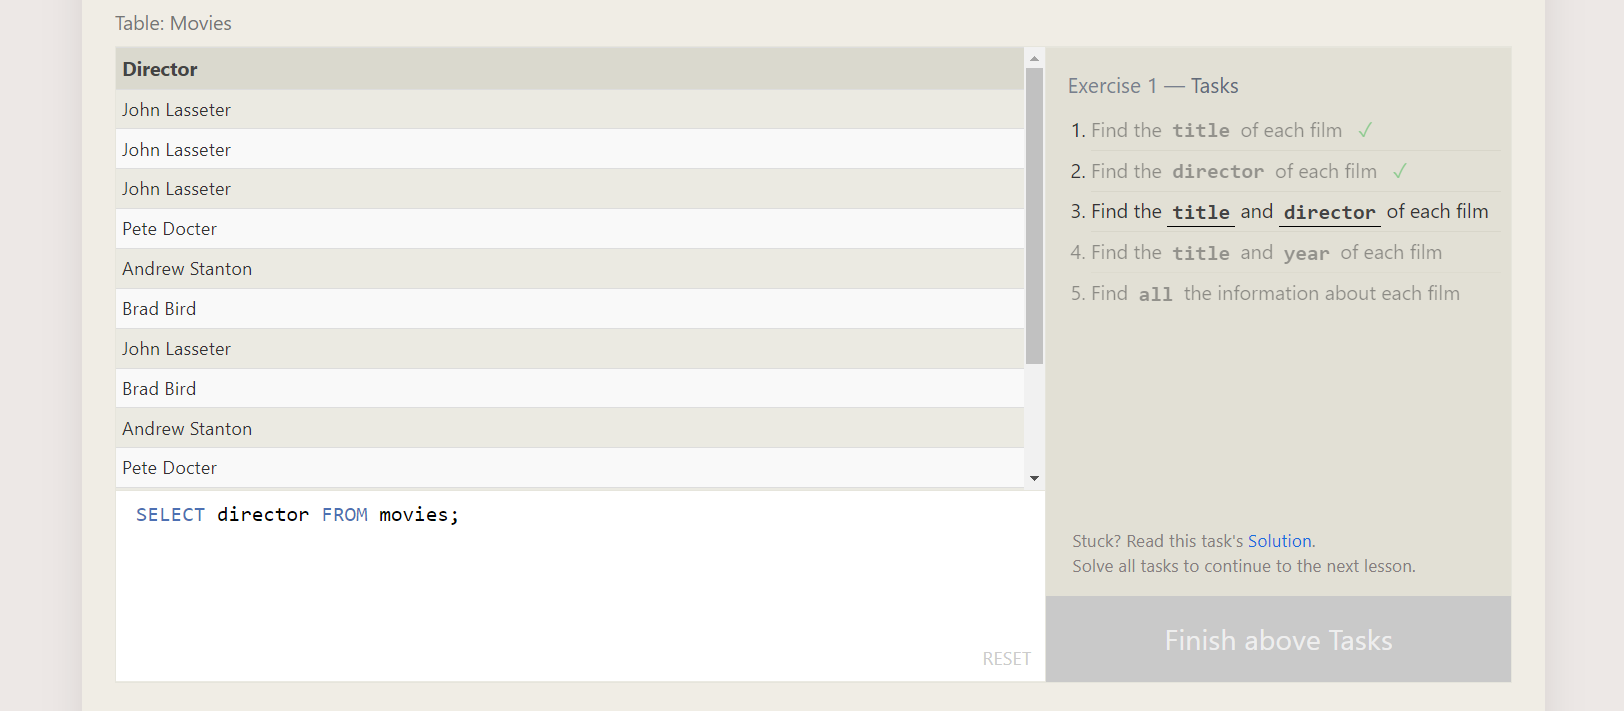 Table: Movies
Director
John Lasseter
John Lasseter
John Lasseter
Pete Docter
Andrew Stanton
Brad Bird
John Lasseter
Brad Bird
Andrew Stanton
Pete Docter
SELECT director FROM movies;
RESET
Exercise 1 — Tasks
1. Find the title of each film ✓
2. Find the director of each film ✓
3. Find the title and director of each film
4. Find the title and year of each film
5. Find all the information about each film
Stuck? Read this task's Solution.
Solve all tasks to continue to the next lesson.
Finish above Tasks